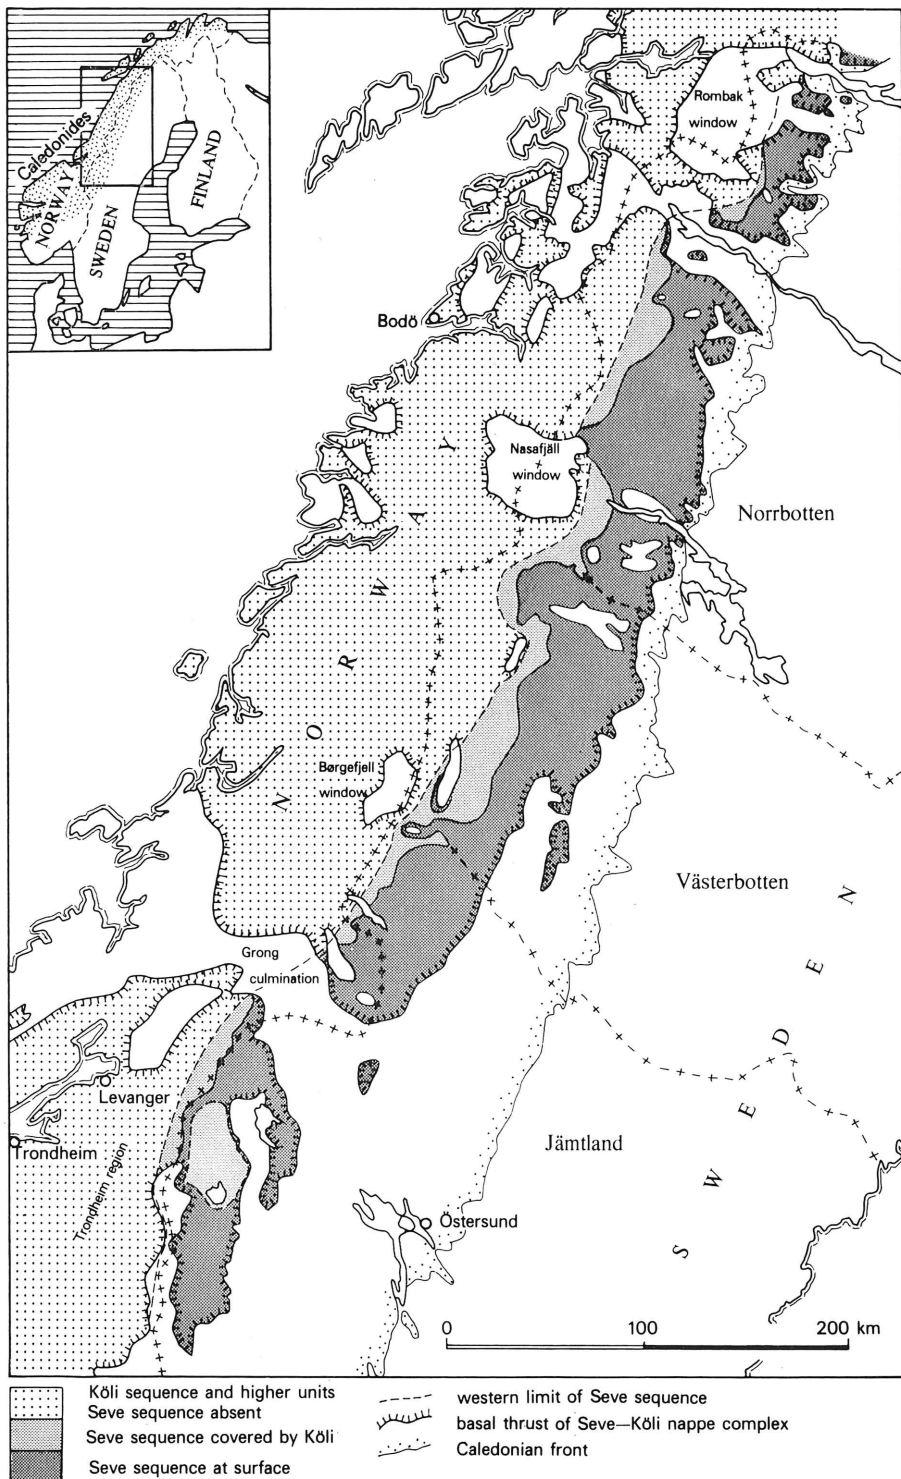 Caledonides
NORWAY
SWEDEN
FINLAND
Rombak
window
Bodö
Nasafjäll
window
Norrbotten
NORWAY
Børgefjell
window
Västerbotten
Grong
culmination
Levanger
Trondheim
Trondheim region
Jämtland
SWEDEN
Östersund
0 100 200 km
Köli sequence and higher units
Seve sequence absent
Seve sequence covered by Köli
Seve sequence at surface
western limit of Seve sequence
basal thrust of Seve—Köli nappe complex
Caledonian front